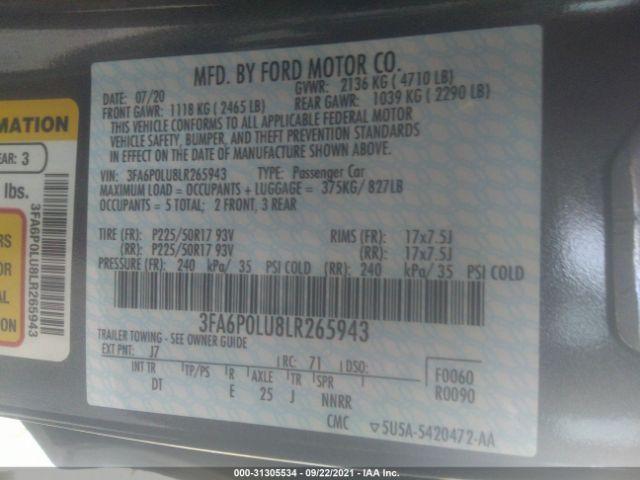 MFD. BY FORD MOTOR CO.
DATE: 07/20 GVWR: 2136 KG ( 4710 LB)
FRONT GAWR: 1118 KG ( 2465 LB) REAR GAWR: 1039 KG ( 2290 LB)
THIS VEHICLE CONFORMS TO ALL APPLICABLE FEDERAL MOTOR
VEHICLE SAFETY, BUMPER, AND THEFT PREVENTION STANDARDS
IN EFFECT ON THE DATE OF MANUFACTURE SHOWN ABOVE.
VIN: 3FA6P0LU8LR265943 TYPE: Passenger Car
MAXIMUM LOAD = OCCUPANTS + LUGGAGE = 375KG/ 827LB
OCCUPANTS = 5 TOTAL: 2 FRONT, 3 REAR
TIRE (FR): P225/50R17 93V RIMS (FR): 17x7.5J
(RR): P225/50R17 93V (RR): 17x7.5J
PRESSURE (FR): 240 kPa/ 35 PSI COLD (RR): 240 kPa/ 35 PSI COLD
3FA6P0LU8LR265943
TRAILER TOWING - SEE OWNER GUIDE
EXT PNT: J7 RC: 71 DSO: F0060
INT TR TP/PS R AXLE TR SPR R0090
DT E 25 J NNRR
CMC ▽5U5A-5420472-AA
MATION
EAR: 3
lbs.
3FA6P0LU8LR265943
RS
OR
AL
S
000-31305534 - 09/22/2021 - IAA Inc.